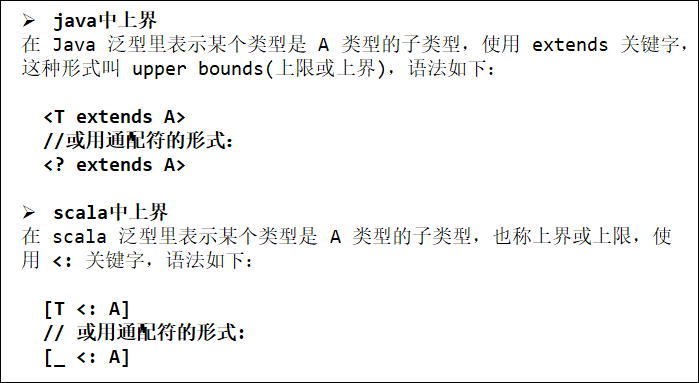 ➢ java中上界
在 Java 泛型里表示某个类型是 A 类型的子类型，使用 extends 关键字，
这种形式叫 upper bounds(上限或上界)，语法如下：
<T extends A>
//或用通配符的形式：
<? extends A>
➢ scala中上界
在 scala 泛型里表示某个类型是 A 类型的子类型，也称上界或上限，使
用 <: 关键字，语法如下：
[T <: A]
// 或用通配符的形式：
[_ <: A]